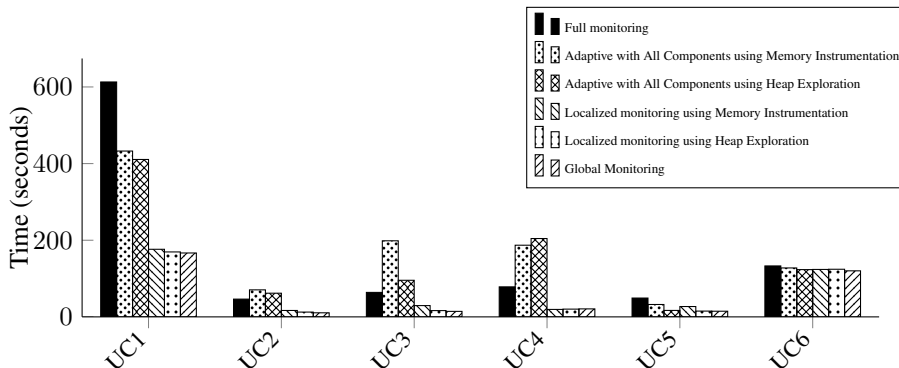 Full monitoring
Adaptive with All Components using Memory Instrumentation
Adaptive with All Components using Heap Exploration
Localized monitoring using Memory Instrumentation
Localized monitoring using Heap Exploration
Global Monitoring
Time (seconds)
600
400
200
0
UC1 UC2 UC3 UC4 UC5 UC6